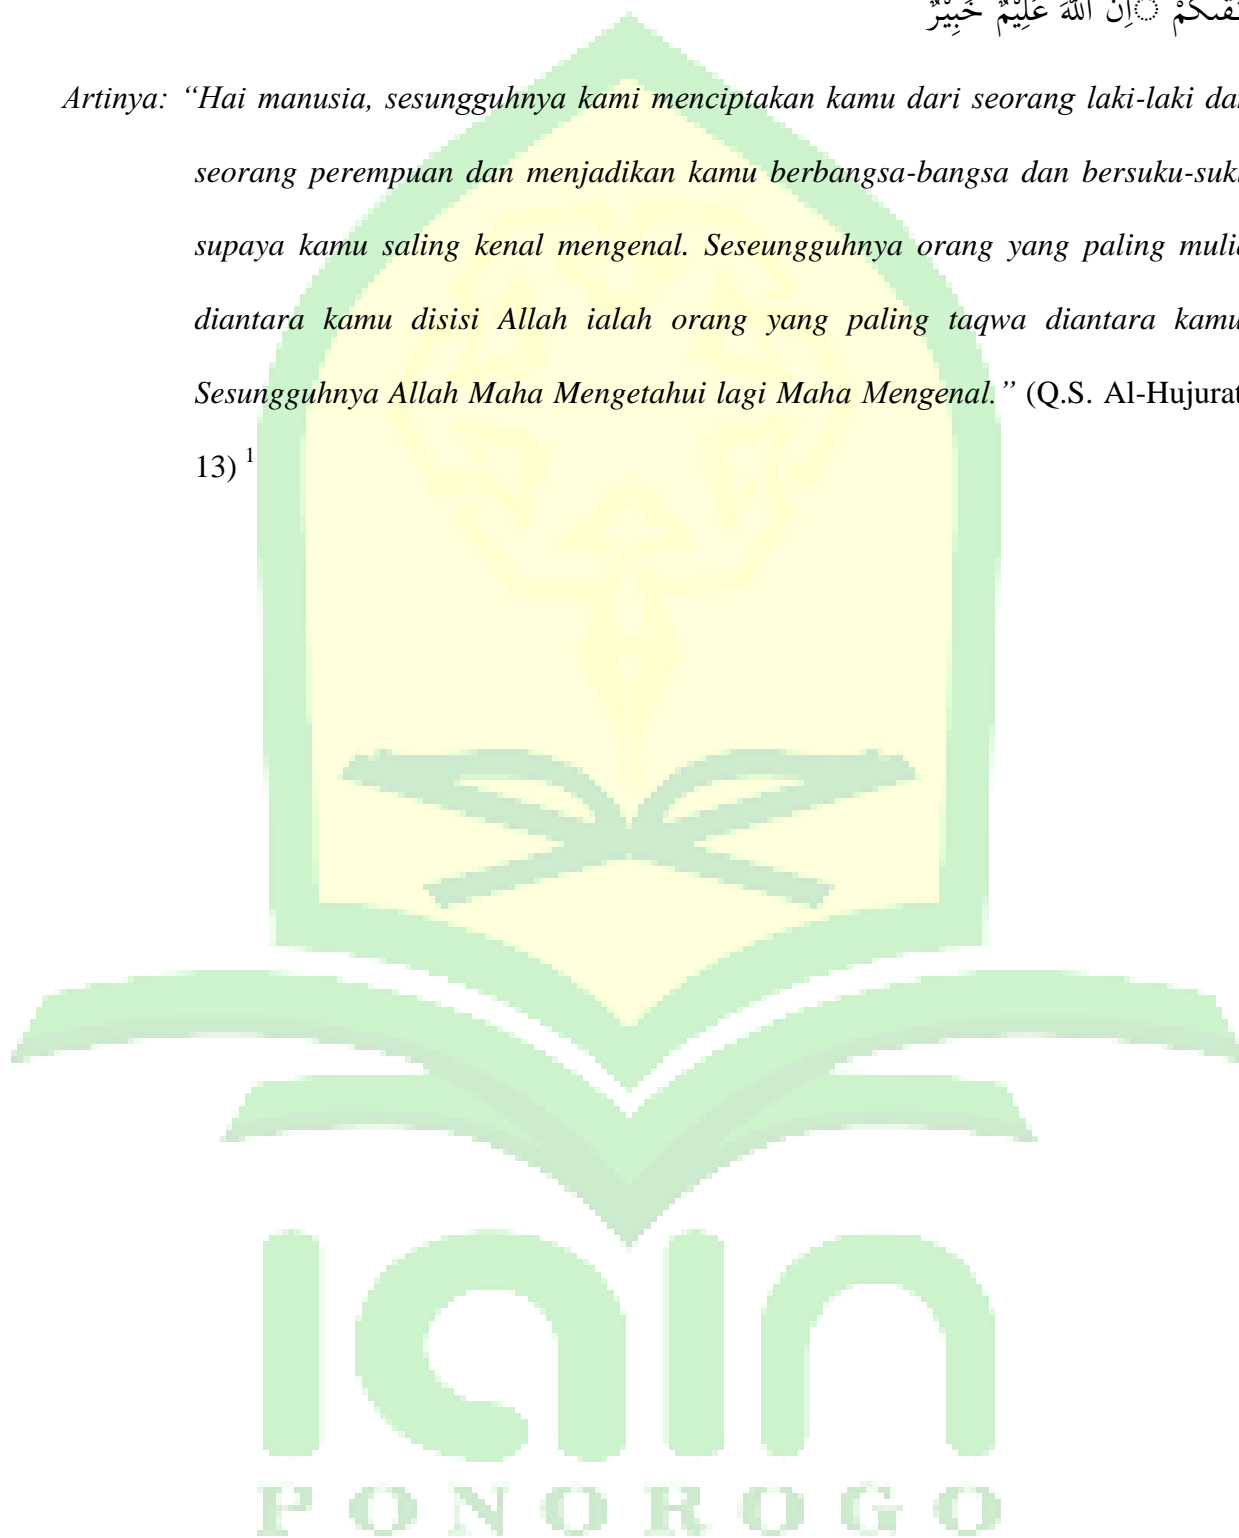 اِنَّ اللّٰهَ عَلِيْمٌ خَبِيْرٌ
Artinya: “Hai manusia, sesungguhnya kami menciptakan kamu dari seorang laki-laki dan
seorang perempuan dan menjadikan kamu berbangsa-bangsa dan bersuku-suku
supaya kamu saling kenal mengenal. Seseungguhnya orang yang paling mulia
diantara kamu disisi Allah ialah orang yang paling taqwa diantara kamu
Sesungguhnya Allah Maha Mengetahui lagi Maha Mengenal.” (Q.S. Al-Hujurat
13) 1
iain
PONOROGO